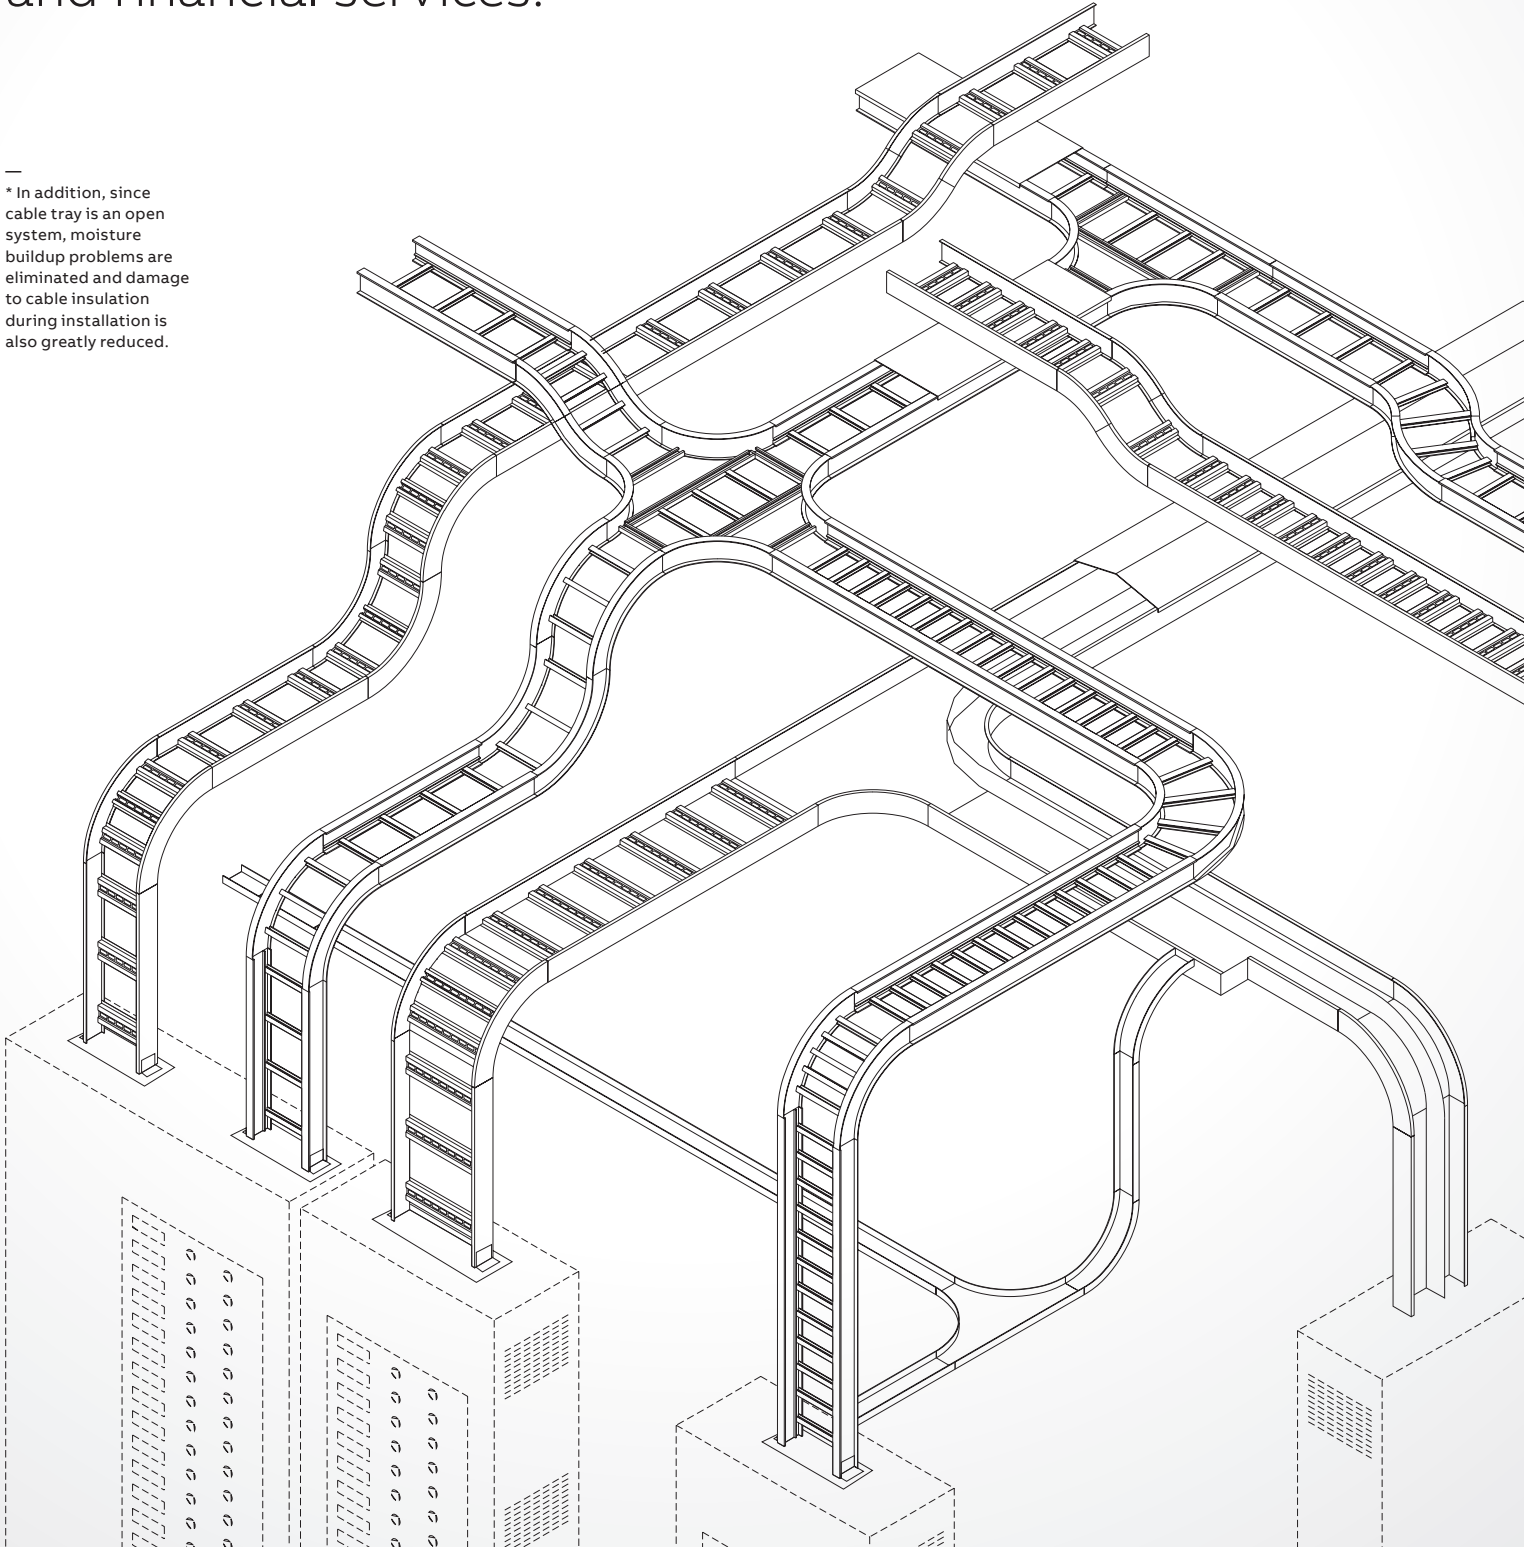 and financial services.
—
* In addition, since
cable tray is an open
system, moisture
buildup problems are
eliminated and damage
to cable insulation
during installation is
also greatly reduced.